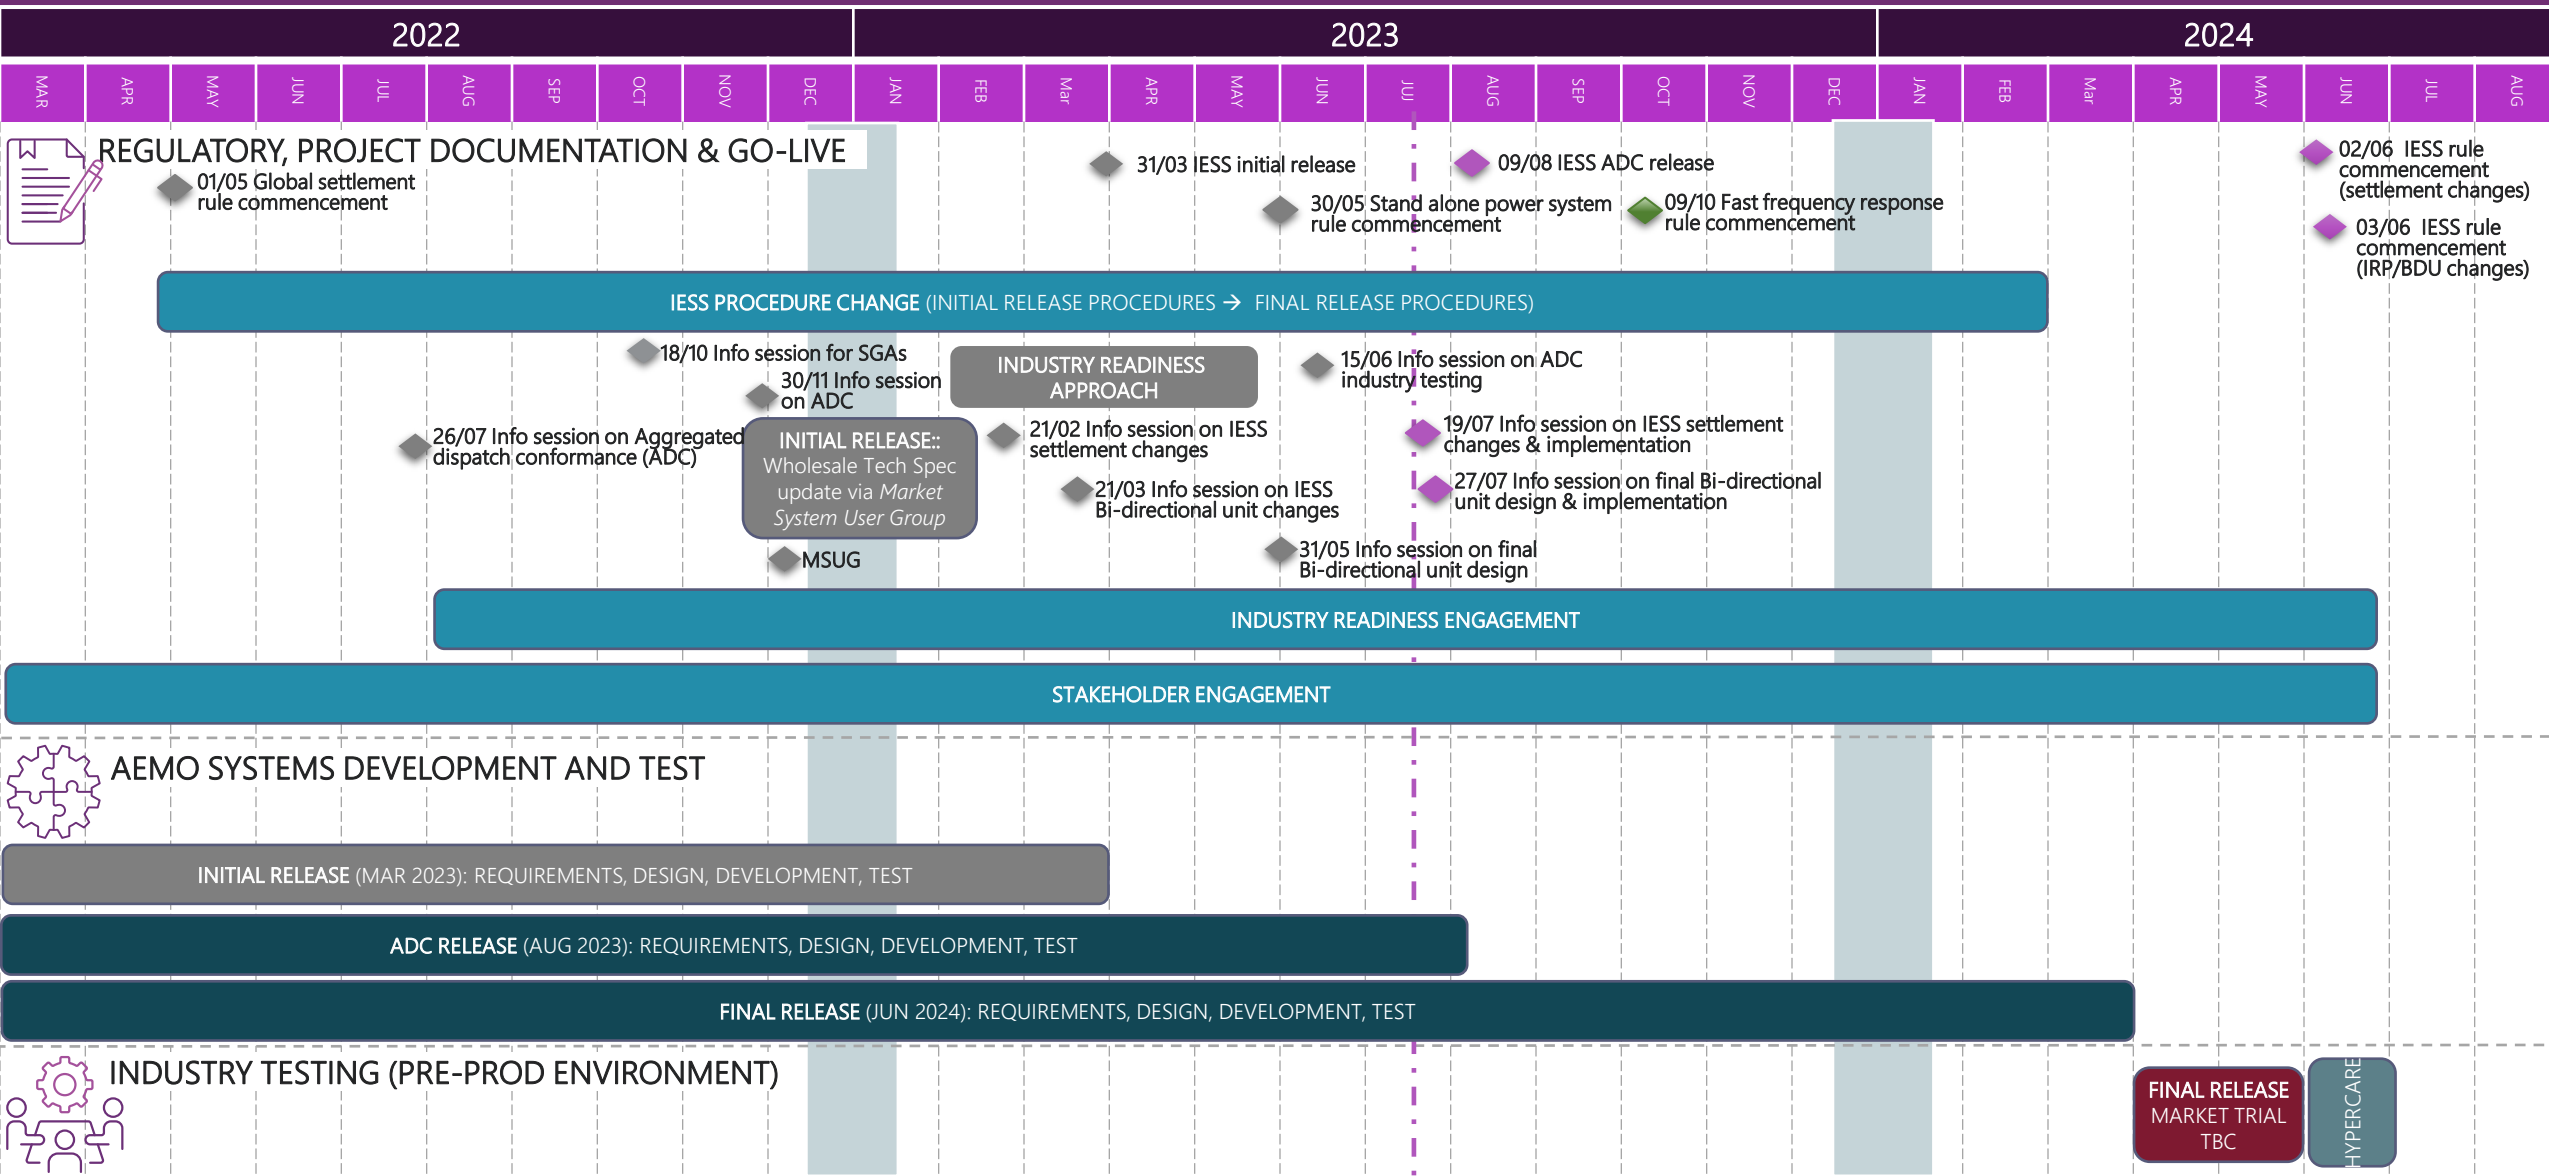 2022
2023
2024
MAR
APR
MAY
JUN
JUL
AUG
SEP
OCT
NOV
DEC
JAN
FEB
Mar
APR
MAY
JUN
JUJ
AUG
SEP
OCT
NOV
DEC
JAN
FEB
Mar
APR
MAY
JUN
JUL
AUG
REGULATORY, PROJECT DOCUMENTATION & GO-LIVE
01/05 Global settlement
rule commencement
31/03 IESS initial release
30/05 Stand alone power system
rule commencement
09/08 IESS ADC release
09/10 Fast frequency response
rule commencement
02/06 IESS rule
commencement
(settlement changes)
03/06 IESS rule
commencement
(IRP/BDU changes)
IESS PROCEDURE CHANGE (INITIAL RELEASE PROCEDURES → FINAL RELEASE PROCEDURES)
18/10 Info session for SGAs
30/11 Info session
on ADC
26/07 Info session on Aggregated
dispatch conformance (ADC)
INITIAL RELEASE::
Wholesale Tech Spec
update via Market
System User Group
MSUG
INDUSTRY READINESS
APPROACH
21/02 Info session on IESS
settlement changes
21/03 Info session on IESS
Bi-directional unit changes
15/06 Info session on ADC
industry testing
19/07 Info session on IESS settlement
changes & implementation
27/07 Info session on final Bi-directional
unit design & implementation
31/05 Info session on final
Bi-directional unit design
INDUSTRY READINESS ENGAGEMENT
STAKEHOLDER ENGAGEMENT
AEMO SYSTEMS DEVELOPMENT AND TEST
INITIAL RELEASE (MAR 2023): REQUIREMENTS, DESIGN, DEVELOPMENT, TEST
ADC RELEASE (AUG 2023): REQUIREMENTS, DESIGN, DEVELOPMENT, TEST
FINAL RELEASE (JUN 2024): REQUIREMENTS, DESIGN, DEVELOPMENT, TEST
INDUSTRY TESTING (PRE-PROD ENVIRONMENT)
FINAL RELEASE
MARKET TRIAL
TBC
HYPERCARE